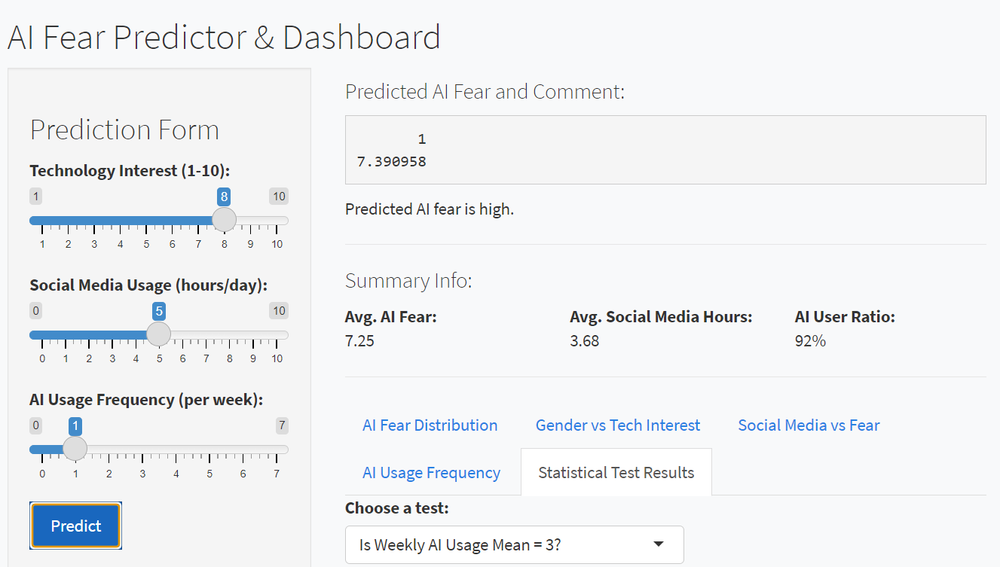 AI Fear Predictor & Dashboard
Prediction Form
Technology Interest (1-10):
1 8 10
1 2 3 4 5 6 7 8 9 10
Social Media Usage (hours/day):
0 5 10
0 1 2 3 4 5 6 7 8 9 10
AI Usage Frequency (per week):
0 1 7
0 1 2 3 4 5 6 7
Predict
Predicted AI Fear and Comment:
1
7.390958
Predicted AI fear is high.
Summary Info:
Avg. AI Fear: Avg. Social Media Hours: AI User Ratio:
7.25 3.68 92%
AI Fear Distribution Gender vs Tech Interest Social Media vs Fear
AI Usage Frequency Statistical Test Results
Choose a test:
Is Weekly AI Usage Mean = 3?